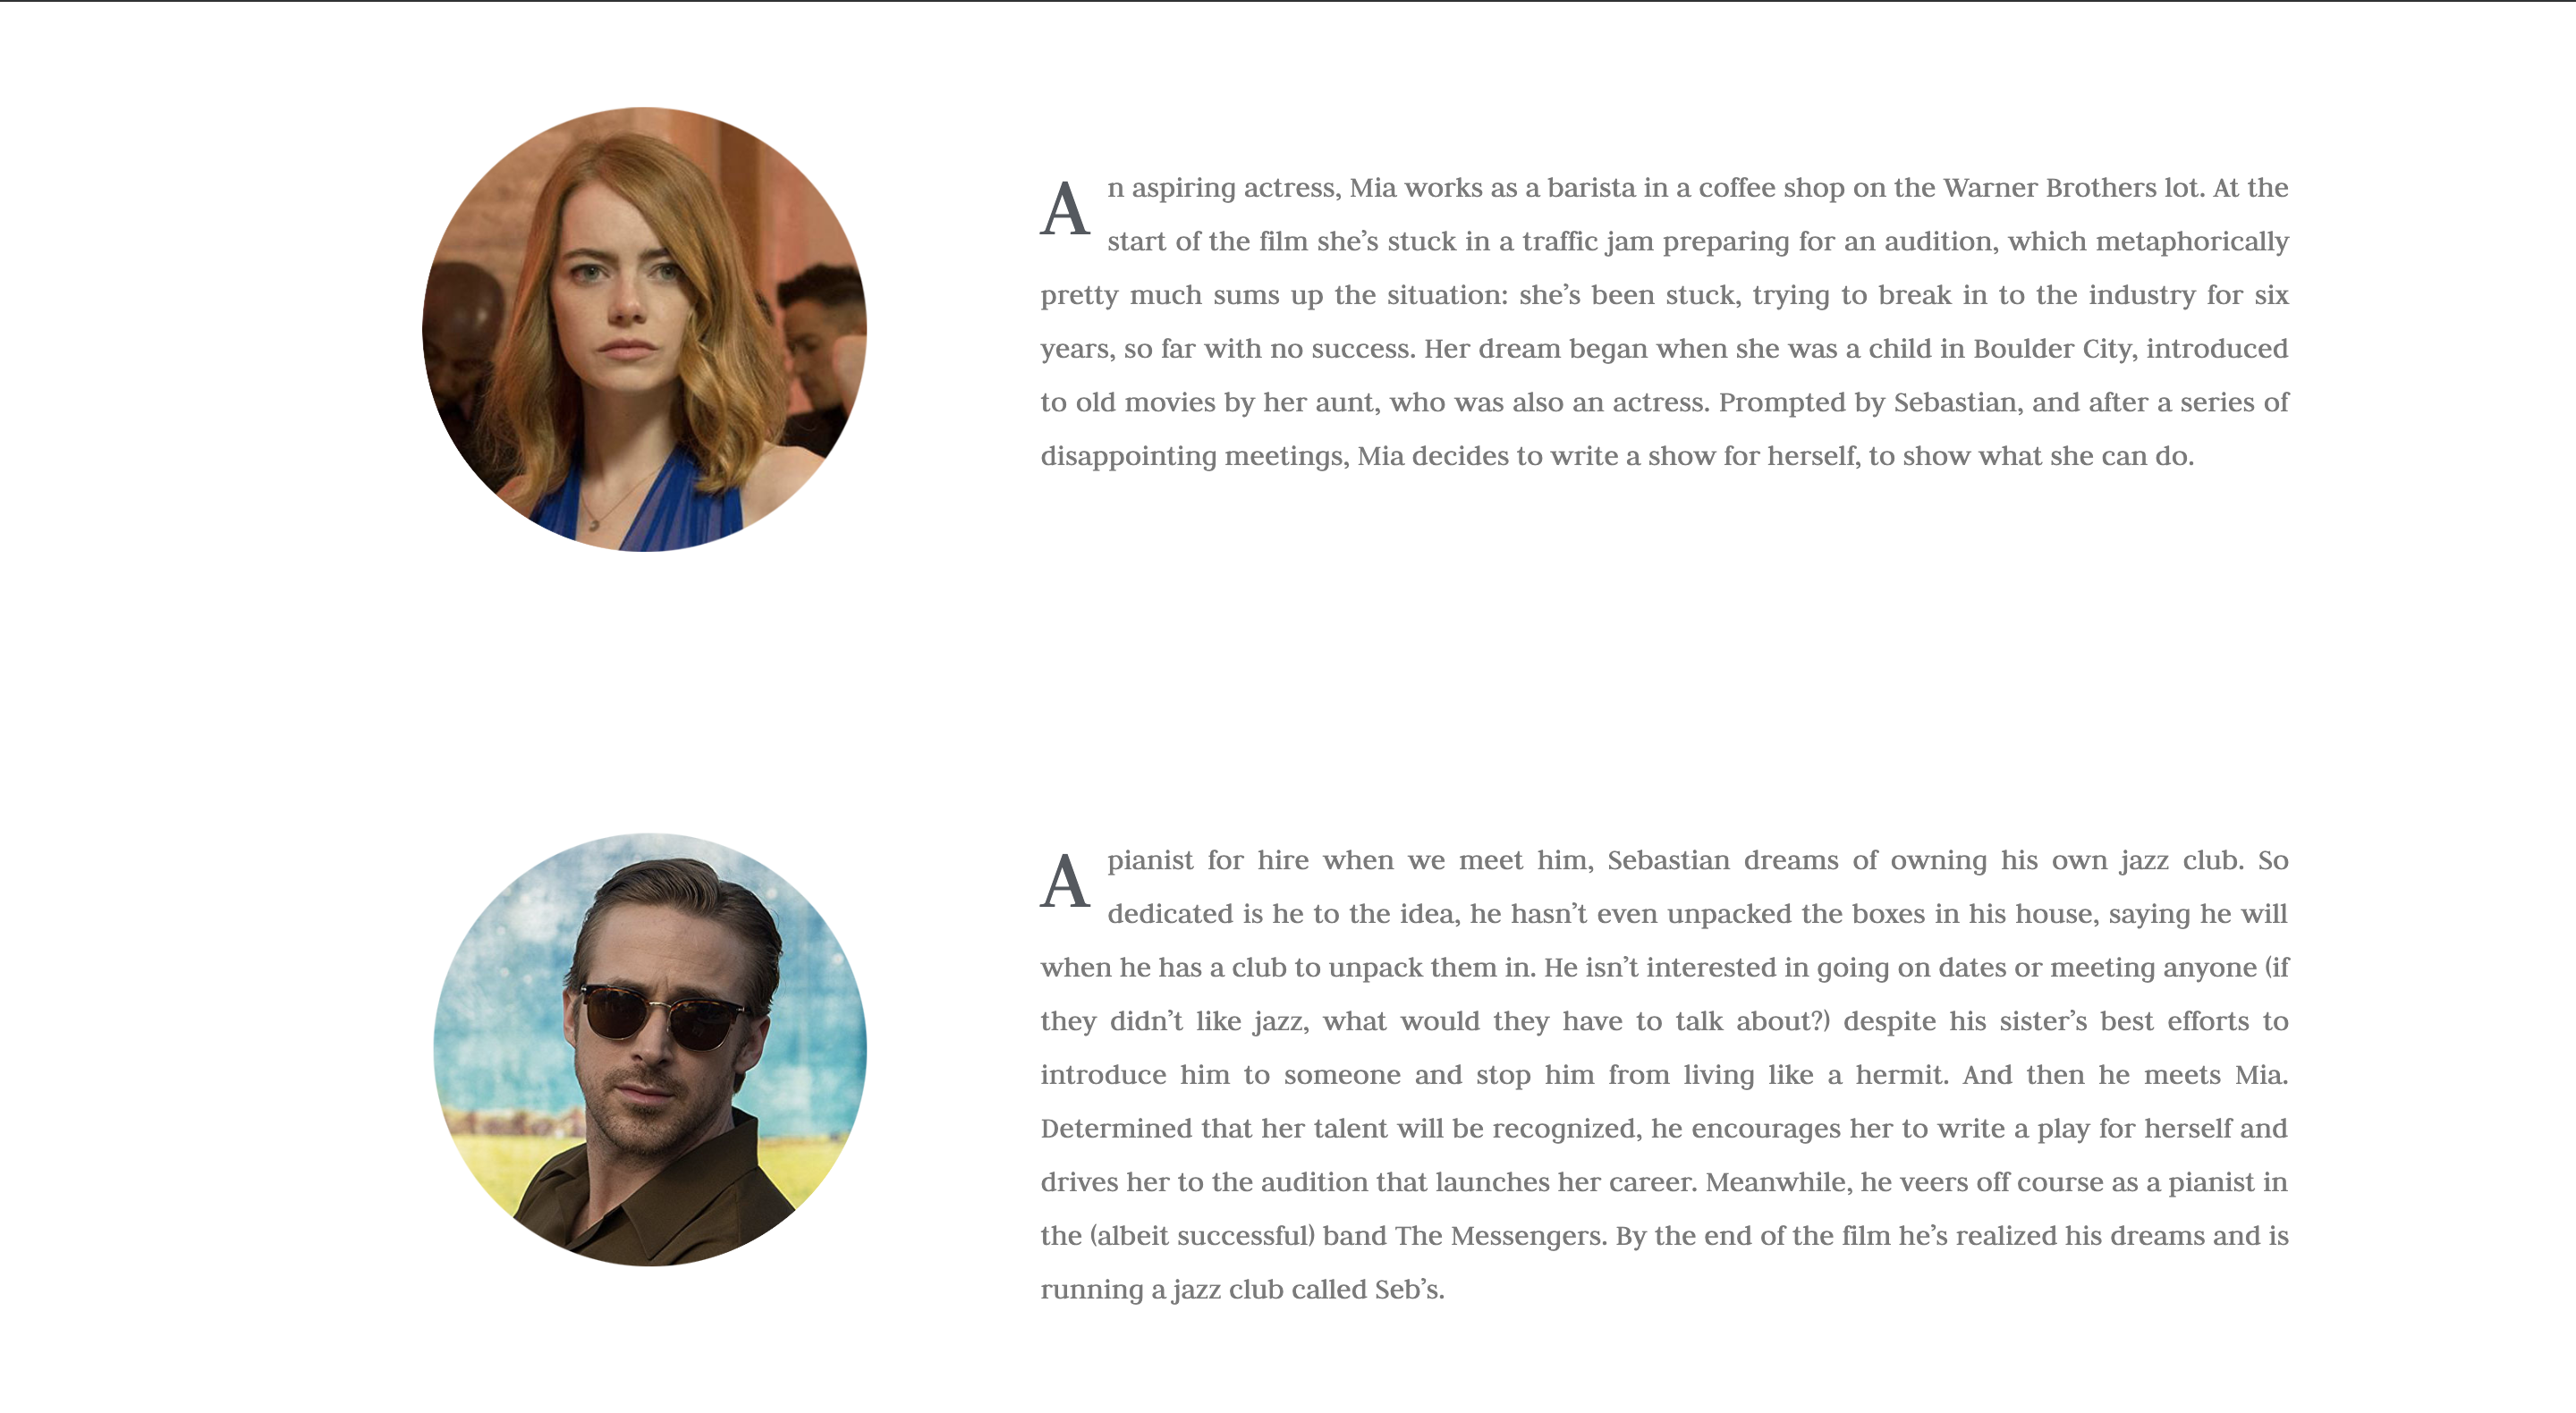 An aspiring actress, Mia works as a barista in a coffee shop on the Warner Brothers lot. At the
start of the film she’s stuck in a traffic jam preparing for an audition, which metaphorically
pretty much sums up the situation: she’s been stuck, trying to break in to the industry for six
years, so far with no success. Her dream began when she was a child in Boulder City, introduced
to old movies by her aunt, who was also an actress. Prompted by Sebastian, and after a series of
disappointing meetings, Mia decides to write a show for herself, to show what she can do.
A pianist for hire when we meet him, Sebastian dreams of owning his own jazz club. So
dedicated is he to the idea, he hasn’t even unpacked the boxes in his house, saying he will
when he has a club to unpack them in. He isn’t interested in going on dates or meeting anyone (if
they didn’t like jazz, what would they have to talk about?) despite his sister’s best efforts to
introduce him to someone and stop him from living like a hermit. And then he meets Mia.
Determined that her talent will be recognized, he encourages her to write a play for herself and
drives her to the audition that launches her career. Meanwhile, he veers off course as a pianist in
the (albeit successful) band The Messengers. By the end of the film he’s realized his dreams and is
running a jazz club called Seb’s.